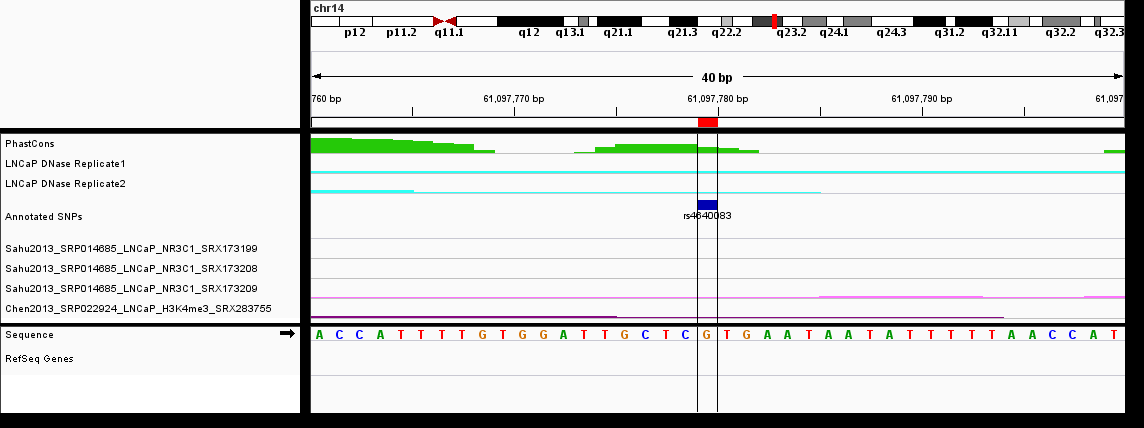 chr14
p12 p11.2 q11.1 q12 q13.1 q21.1 q21.3 q22.2 q23.2 q24.1 q24.3 q31.2 q32.11 q32.2 q32.3
40 bp
760 bp 61,097,770 bp 61,097,780 bp 61,097,790 bp 61,097
PhastCons
LNCaP DNase Replicate1
LNCaP DNase Replicate2
Annotated SNPs
rs4640083
Sahu2013_SRP014685_LNCaP_NR3C1_SRX173199
Sahu2013_SRP014685_LNCaP_NR3C1_SRX173208
Sahu2013_SRP014685_LNCaP_NR3C1_SRX173209
Chen2013_SRP022924_LNCaP_H3K4me3_SRX283755
Sequence A C C A T T T T G T G G A T T G C T C G T G A A T A A T A T T T T T A A C C A T
RefSeq Genes